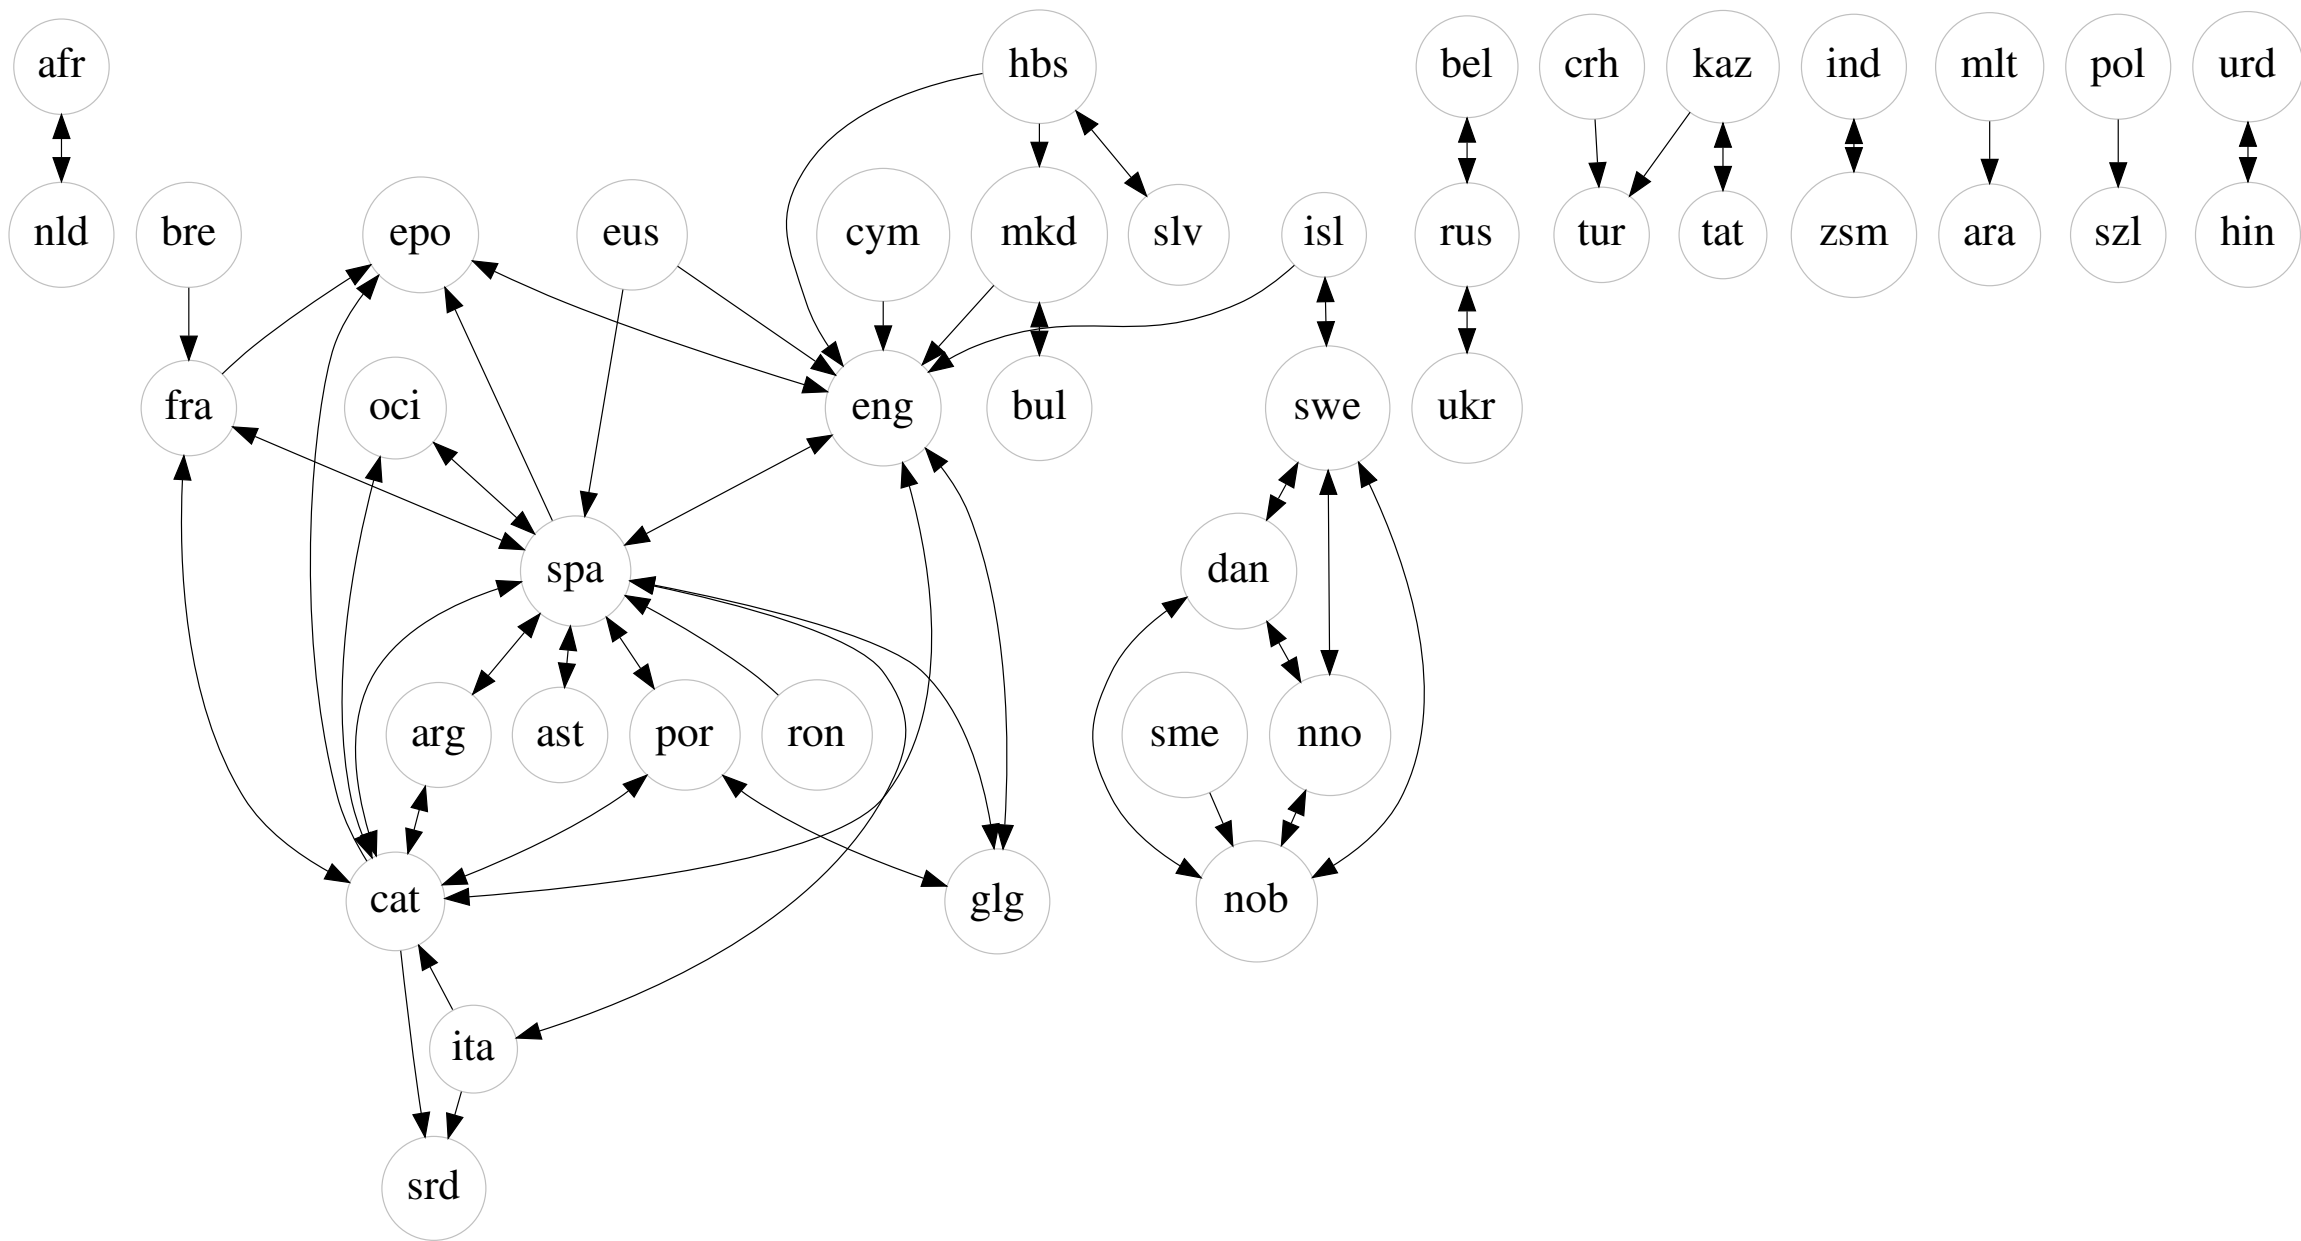 afr
hbs
bel
crh
kaz
ind
mlt
pol
urd
nld
bre
epo
eus
cym
mkd
slv
isl
rus
tur
tat
zsm
ara
szl
hin
fra
oci
eng
bul
swe
ukr
spa
dan
arg
ast
por
ron
sme
nno
cat
glg
nob
ita
srd